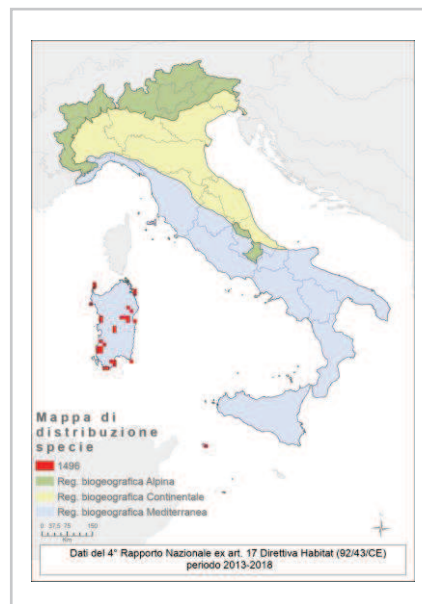 Mappa di
distribuzione
specie
1496
Reg. biogeografica Alpina
Reg. biogeografica Continentale
Reg. biogeografica Mediterranea
0 37,5 75 150
Km
Dati del 4° Rapporto Nazionale ex art. 17 Direttiva Habitat (92/43/CE)
periodo 2013-2018